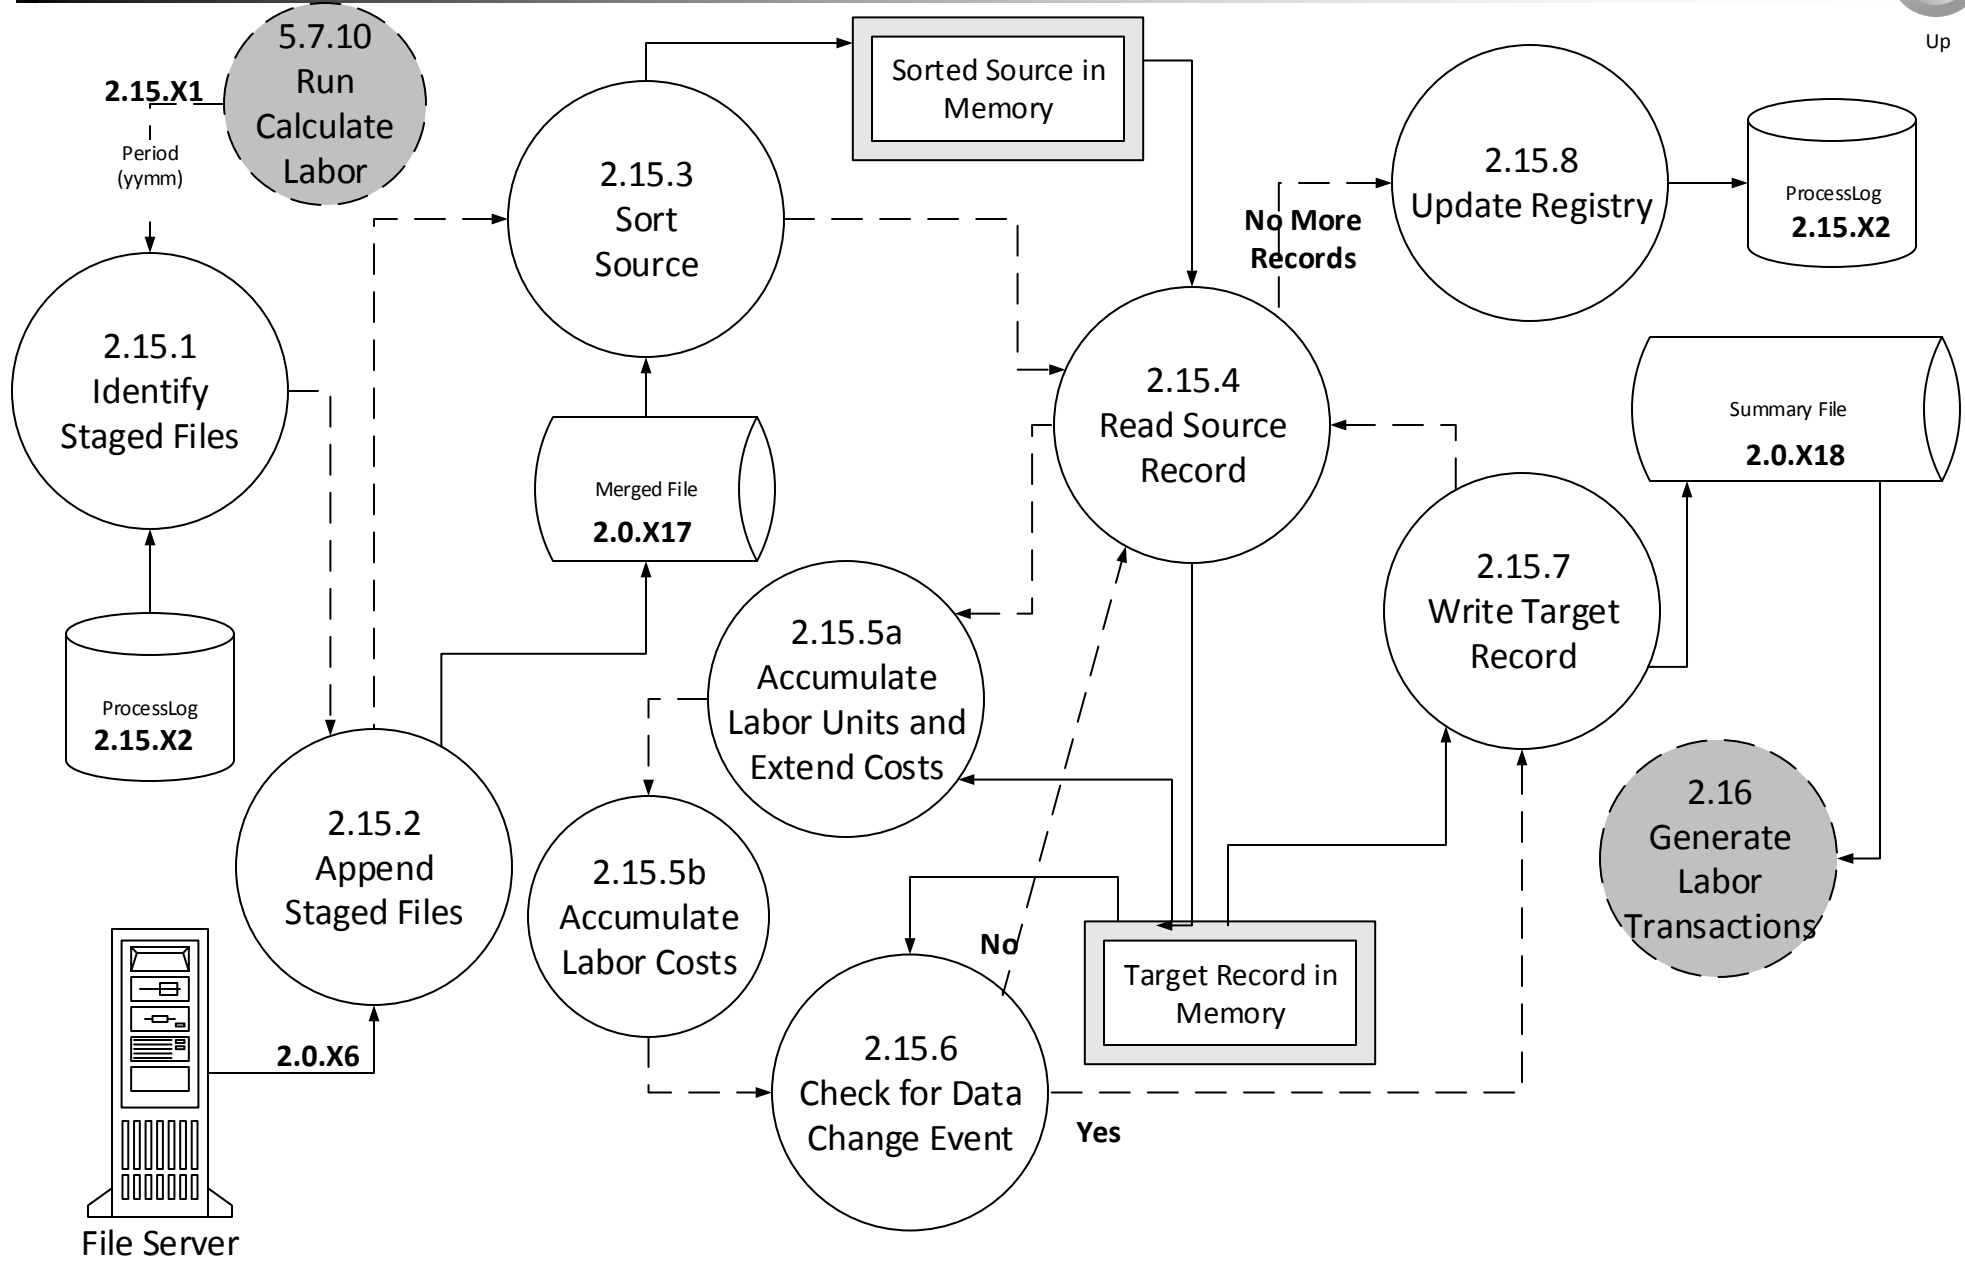 Up
5.7.10
Run
Calculate
Labor
2.15.X1
Period
(yymm)
2.15.1
Identify
Staged Files
ProcessLog
2.15.X2
2.15.2
Append
Staged Files
2.0.X6
File Server
2.15.3
Sort
Source
Merged File
2.0.X17
Sorted Source in
Memory
2.15.4
Read Source
Record
No More
Records
2.15.8
Update Registry
ProcessLog
2.15.X2
2.15.5a
Accumulate
Labor Units and
Extend Costs
2.15.5b
Accumulate
Labor Costs
2.15.6
Check for Data
Change Event
No
Yes
Target Record in
Memory
2.15.7
Write Target
Record
Summary File
2.0.X18
2.16
Generate
Labor
Transactions